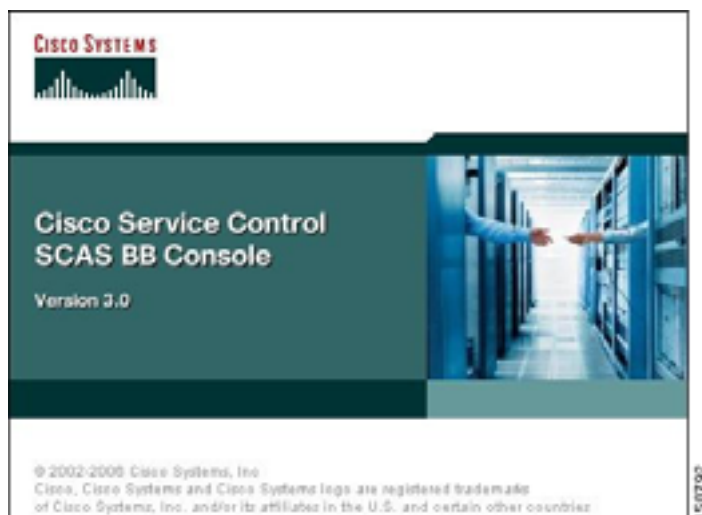 CISCO SYSTEMS
Cisco Service Control
SCAS BB Console
Version 3.0
© 2002-2006 Cisco Systems, Inc
Cisco, Cisco Systems and Cisco Systems logo are registered trademarks
of Cisco Systems, Inc. and/or its affiliates in the U.S. and certain other countries